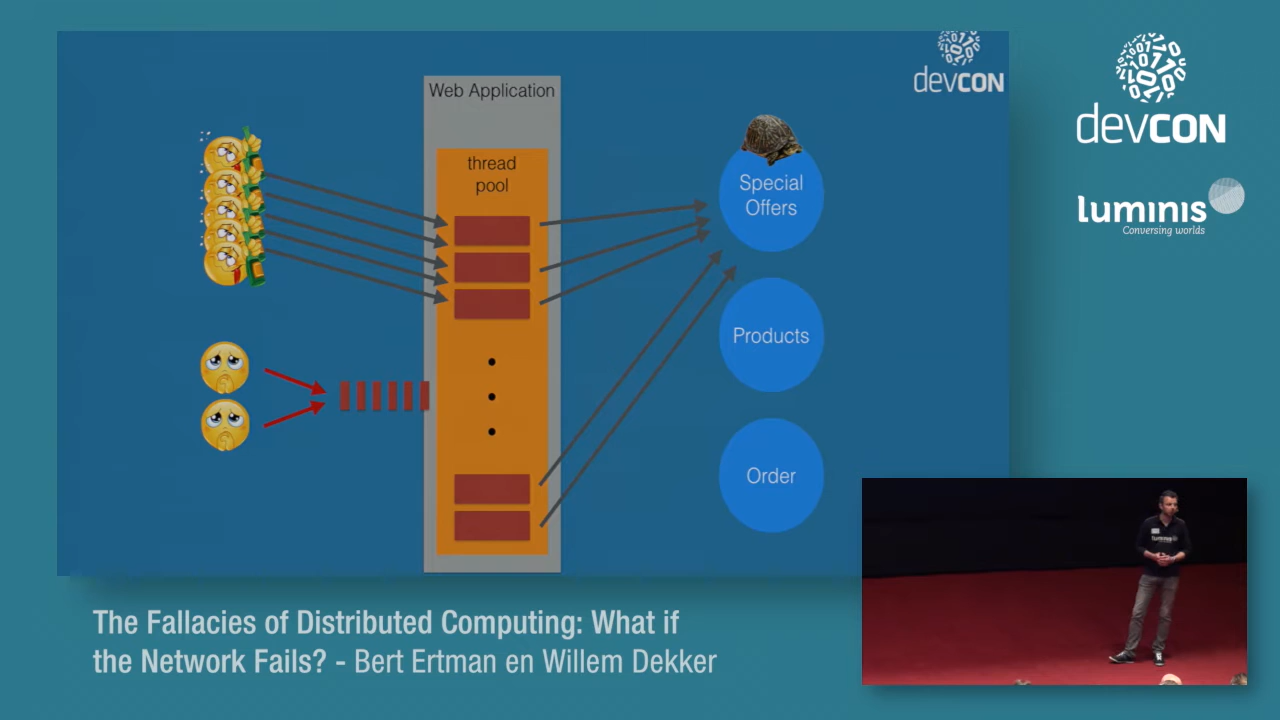 devCON
Web Application
thread
pool
Special
Offers
Products
Order
devCON
luminis
Conversing worlds
luminis
The Fallacies of Distributed Computing: What if
the Network Fails? - Bert Ertman en Willem Dekker